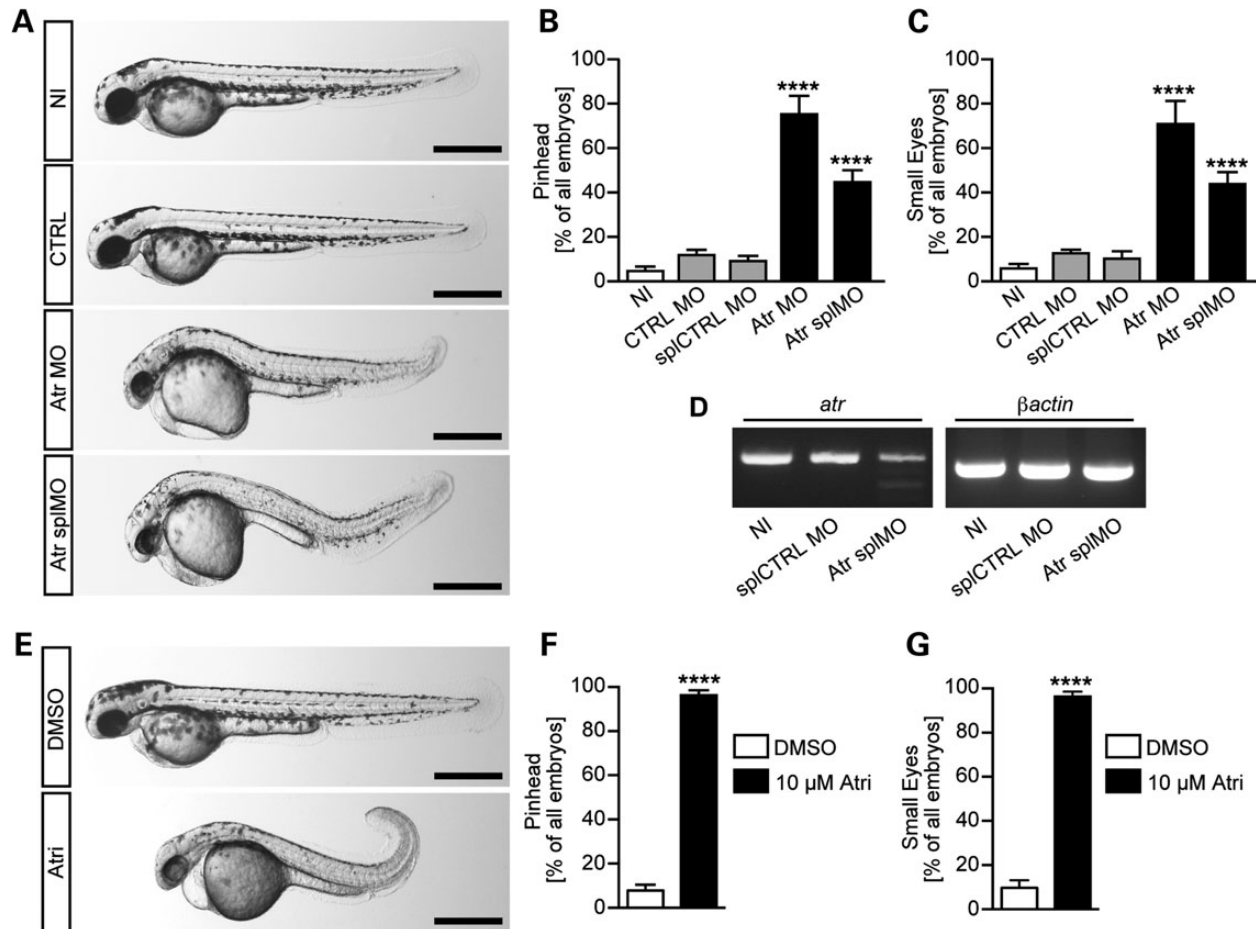 A
NI
CTRL
Atr MO
Atr splMO
B
Pinhead
[% of all embryos]
100
80
60
40
20
0
****
****
NI
CTRL MO
splCTRL MO
Atr MO
Atr splMO
C
Small Eyes
[% of all embryos]
100
80
60
40
20
0
****
****
NI
CTRL MO
splCTRL MO
Atr MO
Atr splMO
D
atr
βactin
NI
splCTRL MO
Atr splMO
NI
splCTRL MO
Atr splMO
E
DMSO
Atri
F
Pinhead
[% of all embryos]
100
80
60
40
20
0
****
DMSO
10 µM Atri
G
Small Eyes
[% of all embryos]
100
80
60
40
20
0
****
DMSO
10 µM Atri